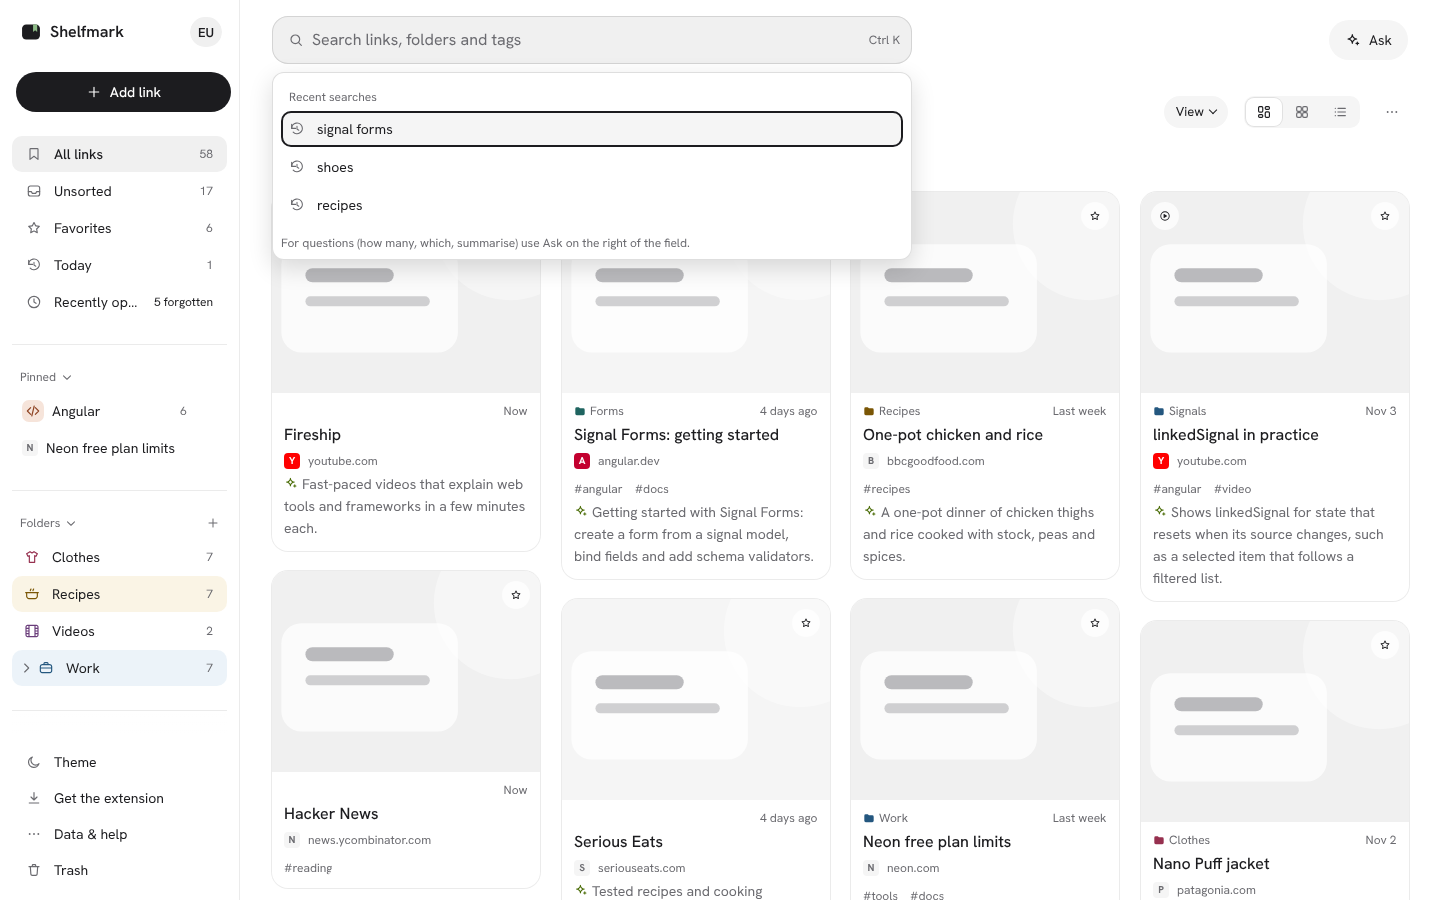 Shelfmark
EU
Add link
All links 58
Unsorted 17
Favorites 6
Today 1
Recently op... 5 forgotten
Pinned
Angular 6
N Neon free plan limits
Folders
Clothes 7
Recipes 7
Videos 2
Work 7
Theme
Get the extension
Data & help
Trash
Search links, folders and tags Ctrl K
Ask
Recent searches
signal forms
shoes
recipes
For questions (how many, which, summarise) use Ask on the right of the field.
View
Now
Fireship
Y youtube.com
Fast-paced videos that explain web
tools and frameworks in a few minutes
each.
Now
Hacker News
N news.ycombinator.com
#reading
Forms 4 days ago
Signal Forms: getting started
A angular.dev
#angular #docs
Getting started with Signal Forms:
create a form from a signal model,
bind fields and add schema validators.
4 days ago
Serious Eats
S seriouseats.com
Tested recipes and cooking
Recipes Last week
One-pot chicken and rice
B bbcgoodfood.com
#recipes
A one-pot dinner of chicken thighs
and rice cooked with stock, peas and
spices.
Work Last week
Neon free plan limits
N neon.com
#tools #docs
Signals Nov 3
linkedSignal in practice
Y youtube.com
#angular #video
Shows linkedSignal for state that
resets when its source changes, such
as a selected item that follows a
filtered list.
Clothes Nov 2
Nano Puff jacket
P patagonia.com